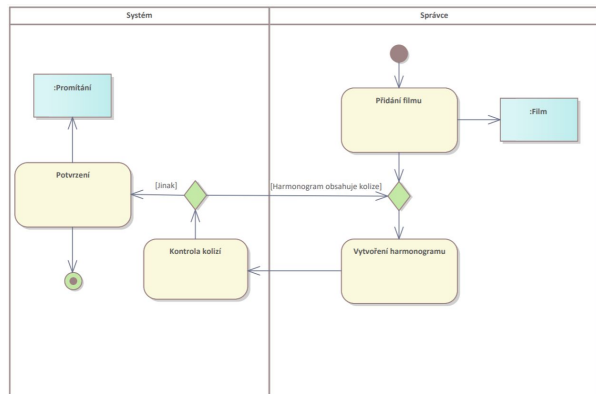 Systém
Správce
:Promítání
Přidání filmu
:Film
Potvrzení
[Jinak]
[Harmonogram obsahuje kolize]
Kontrola kolizí
Vytvoření harmonogramu